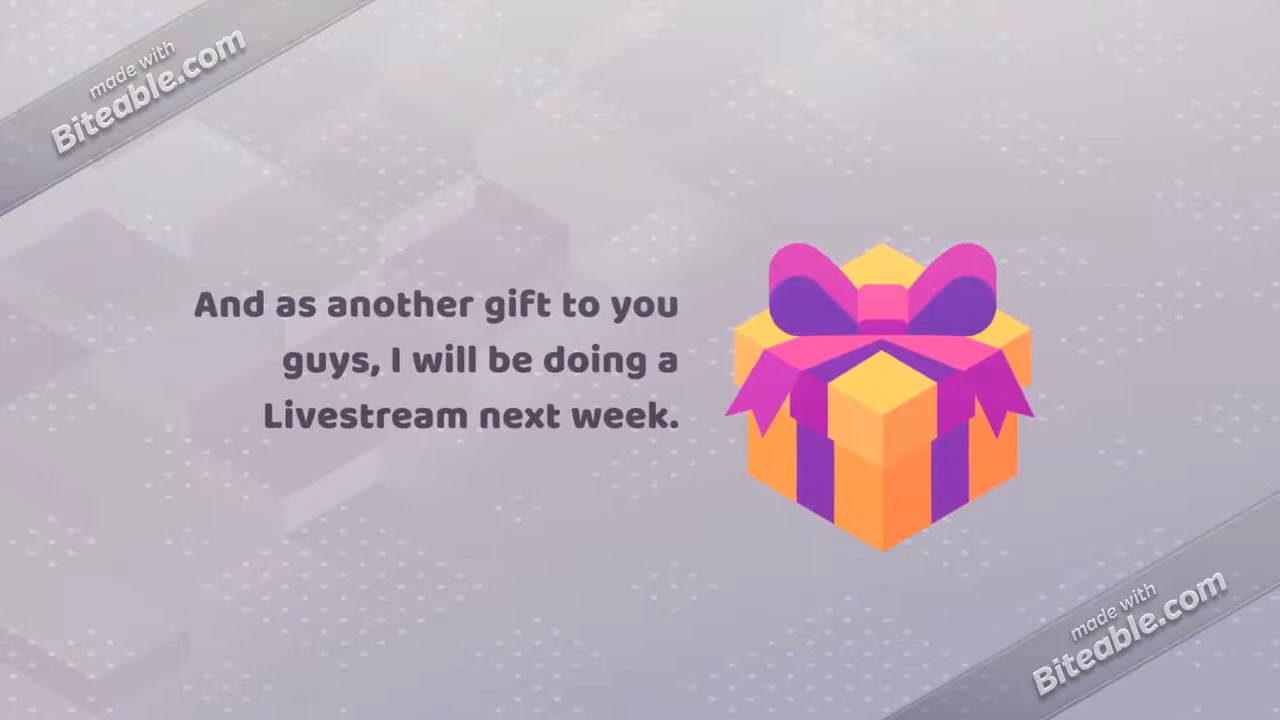 made with
Biteable.com
And as another gift to you
guys, I will be doing a
Livestream next week.
made with
Biteable.com